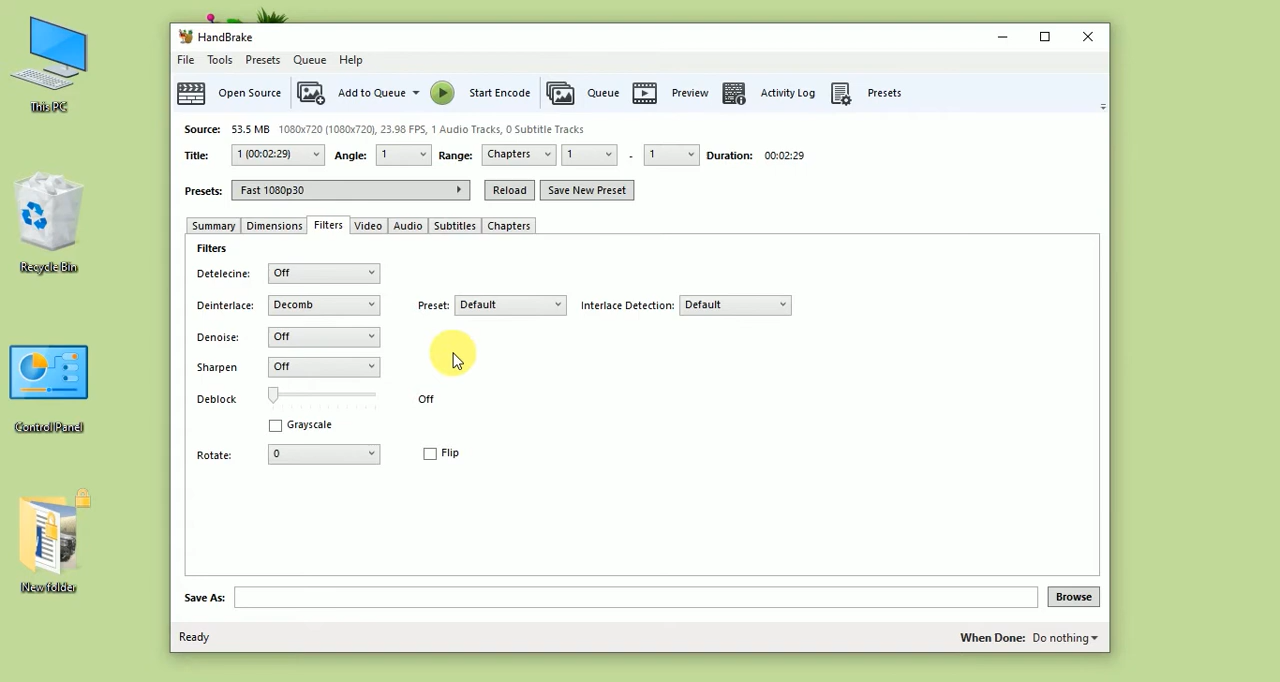 This PC
Recycle Bin
Control Panel
New folder
HandBrake
File Tools Presets Queue Help
Open Source Add to Queue Start Encode Queue Preview Activity Log Presets
Source: 53.5 MB 1080x720 (1080x720), 23.98 FPS, 1 Audio Tracks, 0 Subtitle Tracks
Title: 1 (00:02:29) Angle: 1 Range: Chapters 1 - 1 Duration: 00:02:29
Presets: Fast 1080p30 Reload Save New Preset
Summary Dimensions Filters Video Audio Subtitles Chapters
Filters
Detelecine: Off
Deinterlace: Decomb Preset: Default Interlace Detection: Default
Denoise: Off
Sharpen Off
Deblock Off
Grayscale
Rotate: 0 Flip
Save As: Browse
Ready When Done: Do nothing